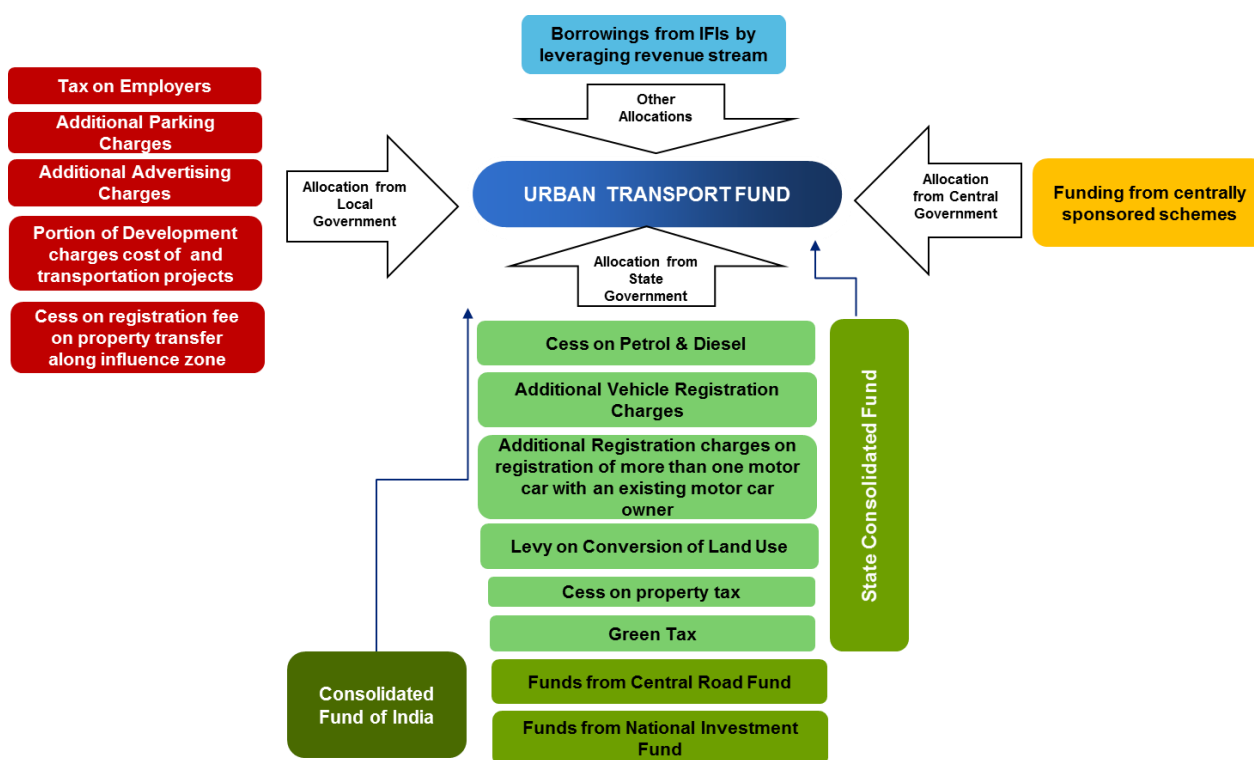 Borrowings from IFIs by
leveraging revenue stream
Other
Allocations
Tax on Employers
Additional Parking
Charges
Additional Advertising
Charges
Portion of Development
charges cost of and
transportation projects
Cess on registration fee
on property transfer
along influence zone
Allocation from
Local
Government
URBAN TRANSPORT FUND
Allocation
from Central
Government
Funding from centrally
sponsored schemes
Allocation from
State
Government
Cess on Petrol & Diesel
Additional Vehicle Registration
Charges
Additional Registration charges on
registration of more than one motor
car with an existing motor car
owner
Levy on Conversion of Land Use
Cess on property tax
Green Tax
Funds from Central Road Fund
Funds from National Investment
Fund
State Consolidated Fund
Consolidated
Fund of India